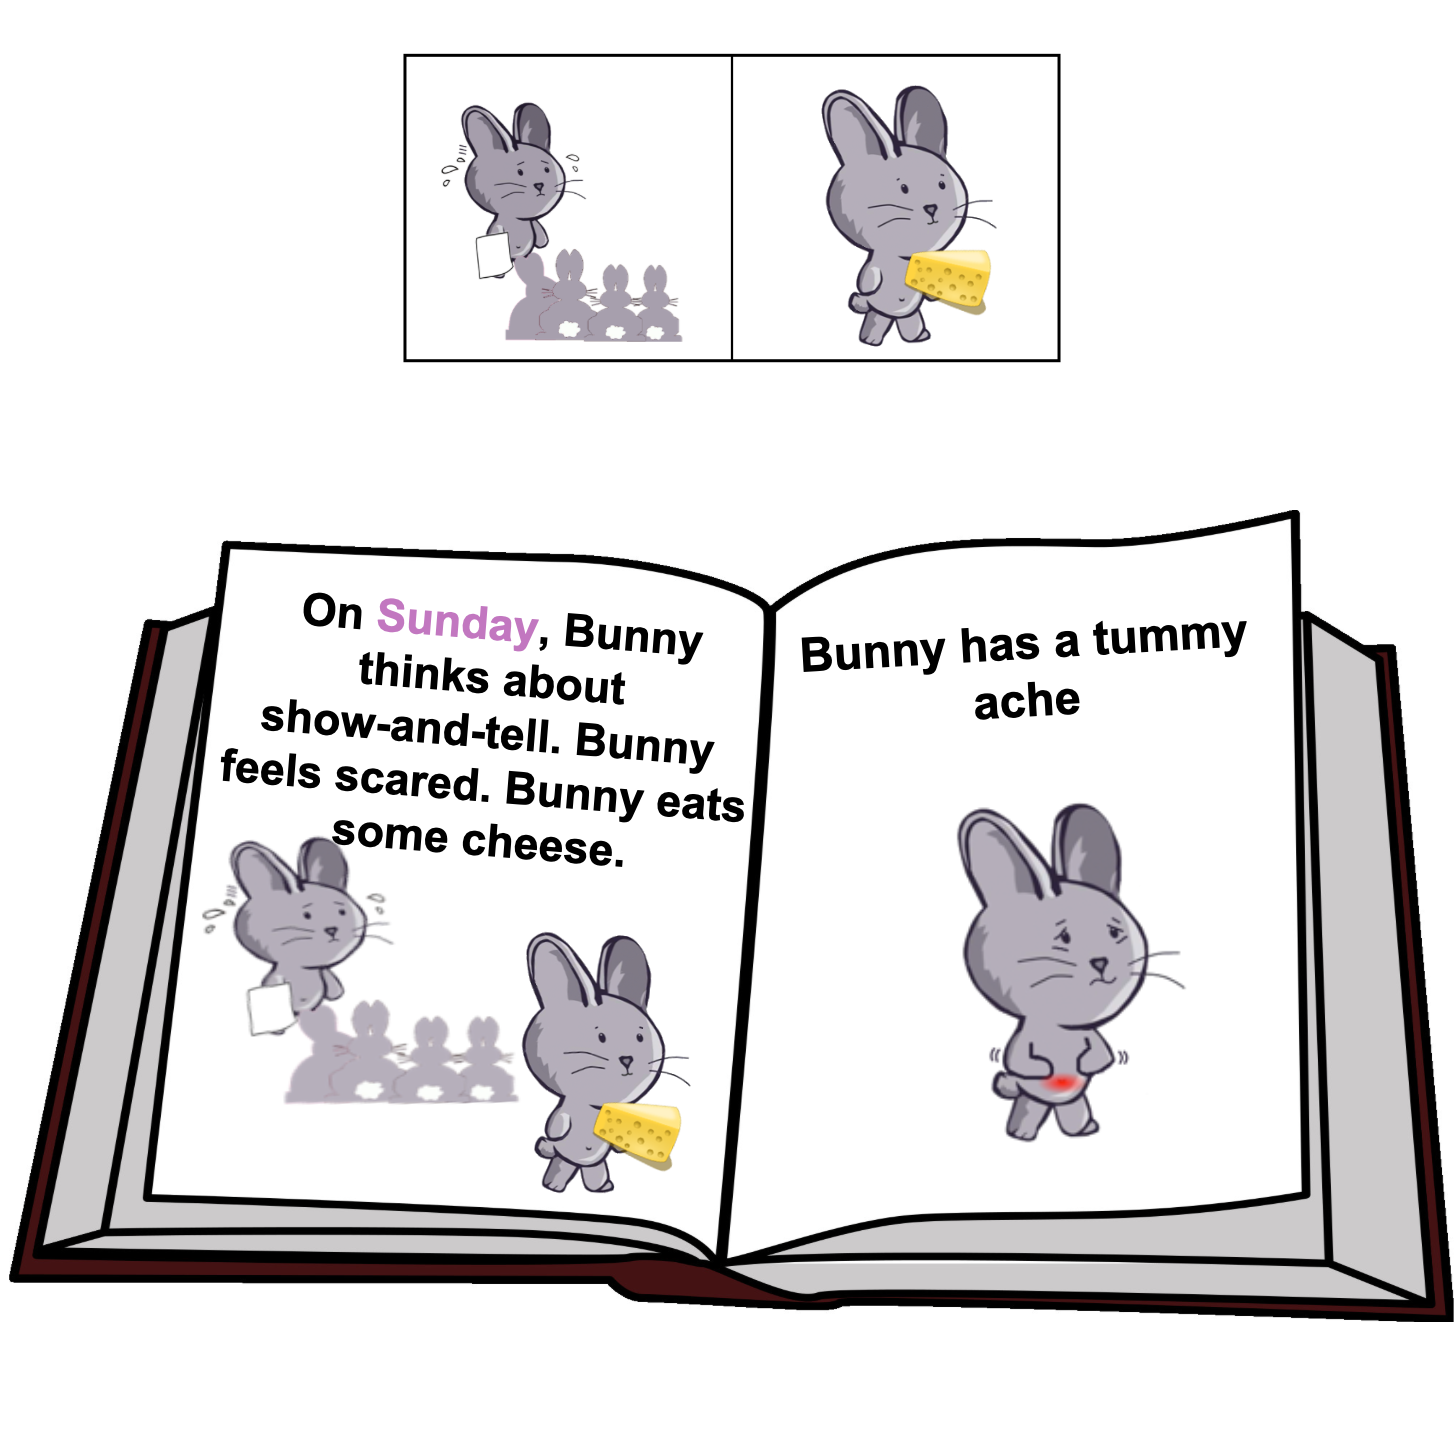 On Sunday, Bunny
thinks about
show-and-tell. Bunny
feels scared. Bunny eats
some cheese.
Bunny has a tummy
ache